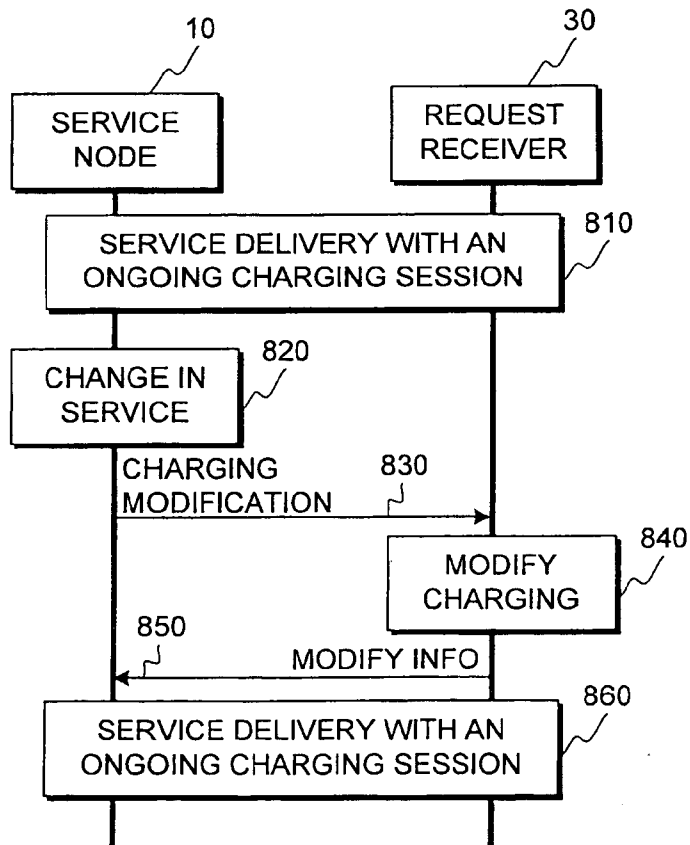 10
30
SERVICE
NODE
REQUEST
RECEIVER
SERVICE DELIVERY WITH AN
ONGOING CHARGING SESSION
810
CHANGE IN
SERVICE
820
CHARGING
MODIFICATION
830
MODIFY
CHARGING
840
850
MODIFY INFO
SERVICE DELIVERY WITH AN
ONGOING CHARGING SESSION
860